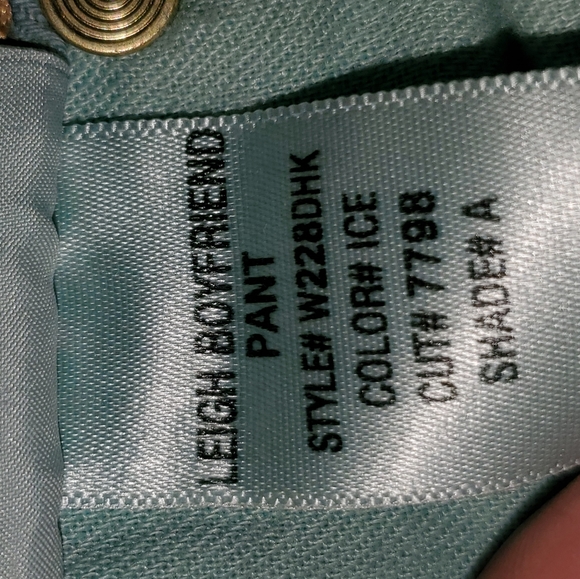 LEIGH BOYFRIEND
PANT
STYLE# W228DHK
COLOR# ICE
CUT# 7798
SHADE# A